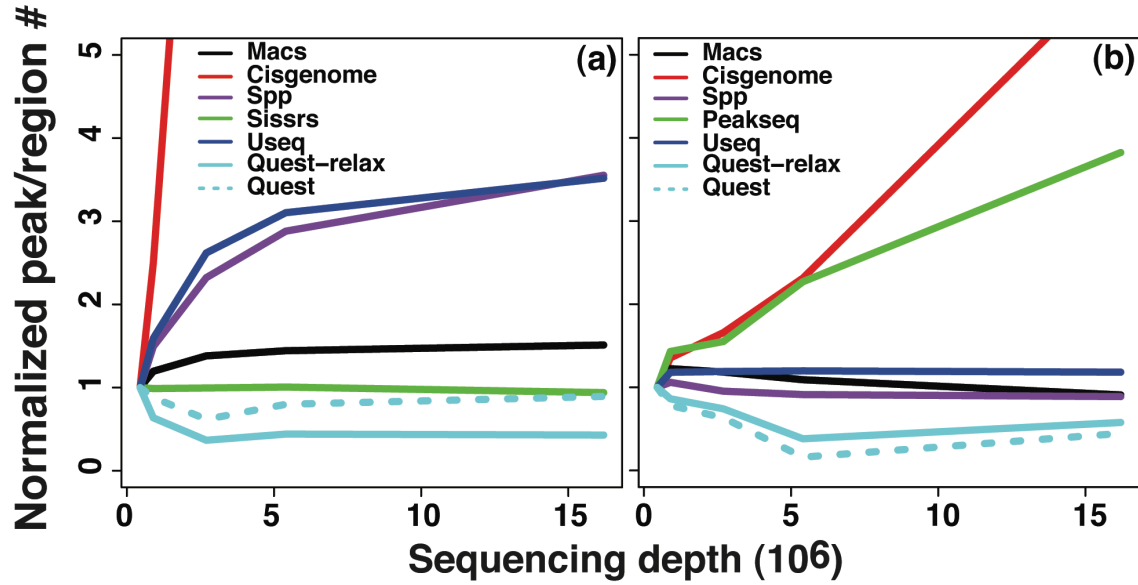 Normalized peak/region #
(a)
5
4
3
2
1
0
Macs
Cisgenome
Spp
Sissrs
Useq
Quest-relax
Quest
0 5 10 15
(b)
Macs
Cisgenome
Spp
Peakseq
Useq
Quest-relax
Quest
0 5 10 15
Sequencing depth (10⁶)